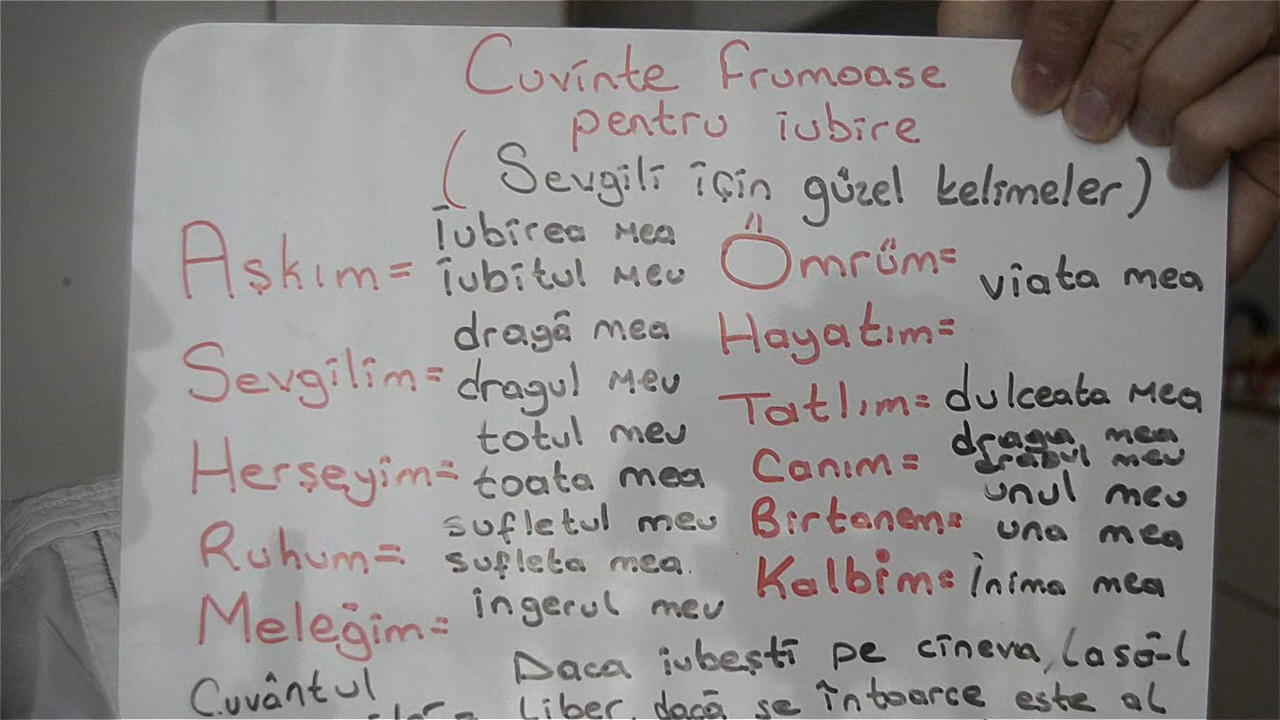 Cuvinte frumoase
pentru iubire
(Sevgili için güzel kelimeler)
Aşkım= iubirea mea
iubitul meu
Sevgilim= dragă mea
dragul meu
Herşeyim= totul meu
toata mea
Ruhum= sufletul meu
sufleta mea.
Meleğim= îngerul meu
Ömrüm= viata mea
Hayatım=
Tatlım= dulceata mea
Canım= draga mea
dragul meu
Birtanem= unul meu
una mea
Kalbim= inima mea
Cuvântul
Daca iubești pe cineva, lasă-l
liber, dacă se întoarce este al